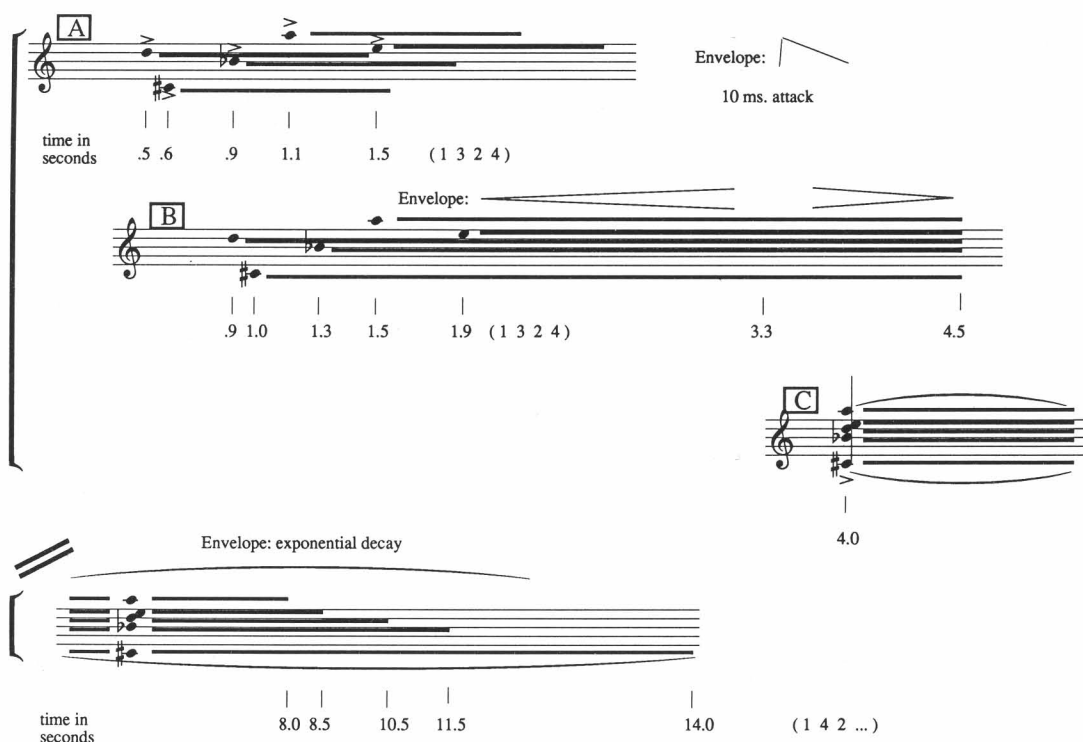 A
Envelope:
10 ms. attack
time in
seconds
.5 .6 .9 1.1 1.5 ( 1 3 2 4 )
Envelope:
B
.9 1.0 1.3 1.5 1.9 ( 1 3 2 4 ) 3.3 4.5
C
4.0
Envelope: exponential decay
time in
seconds
8.0 8.5 10.5 11.5 14.0 ( 1 4 2 ... )